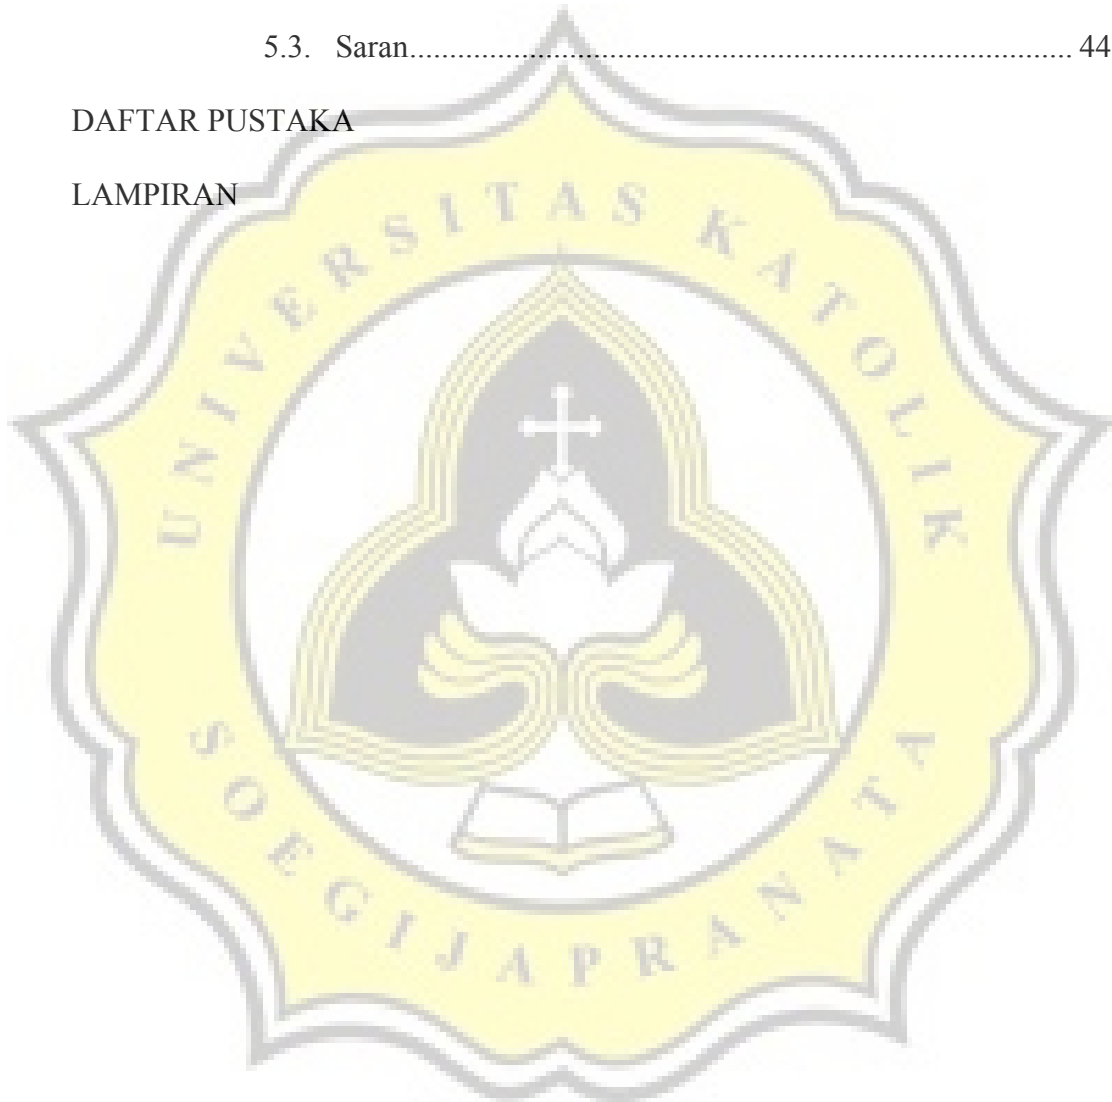 5.3. Saran.................................................................................... 44
DAFTAR PUSTAKA
LAMPIRAN
UNIVERSITAS KATOLIK
SOEGIJAPRANATA